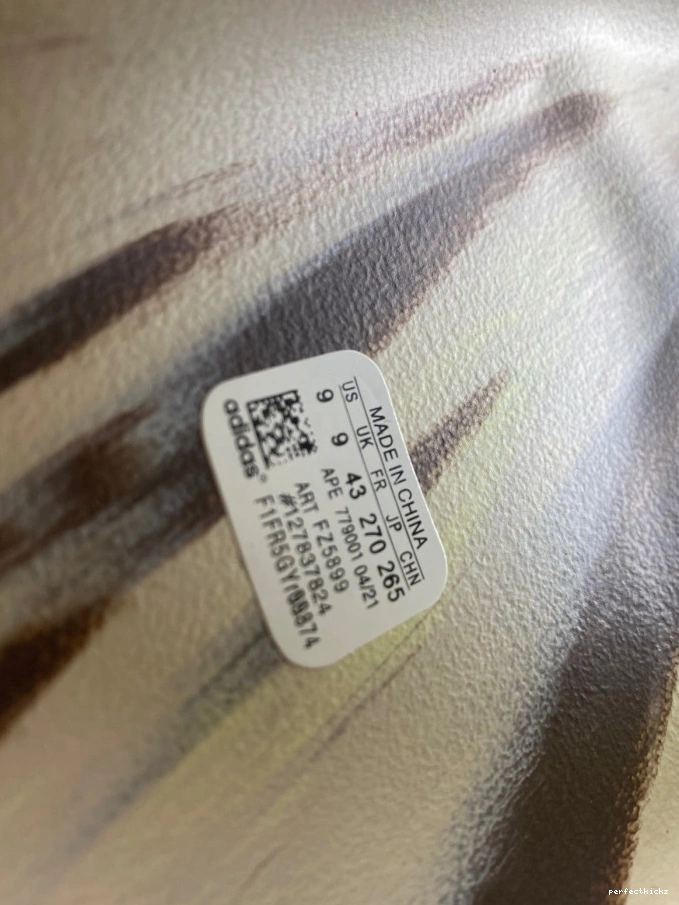 MADE IN CHINA
US UK FR JP CHN
9 9 43 270 265
APE 779001 04/21
ART FZ5899
#127837824
adidas®
perfectkickz